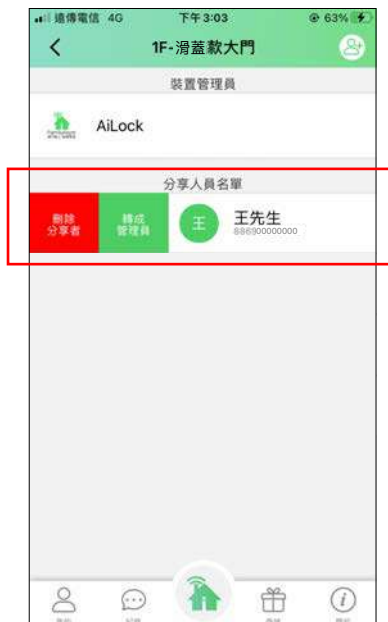 遠傳電信 4G 下午 3:03 63%
1F-滑蓋款大門
裝置管理員
AiLock
分享人員名單
刪除
分享者
轉成
管理員
王
王先生
886900000000